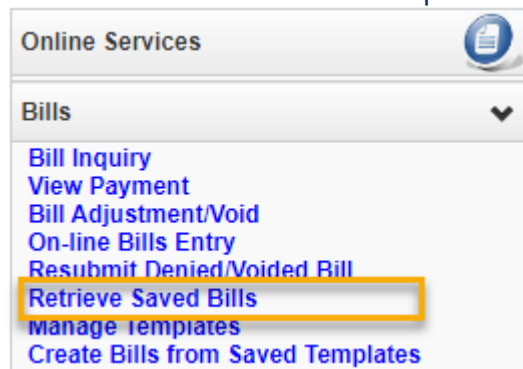 Online Services
Bills
Bill Inquiry
View Payment
Bill Adjustment/Void
On-line Bills Entry
Resubmit Denied/Voided Bill
Retrieve Saved Bills
Manage Templates
Create Bills from Saved Templates